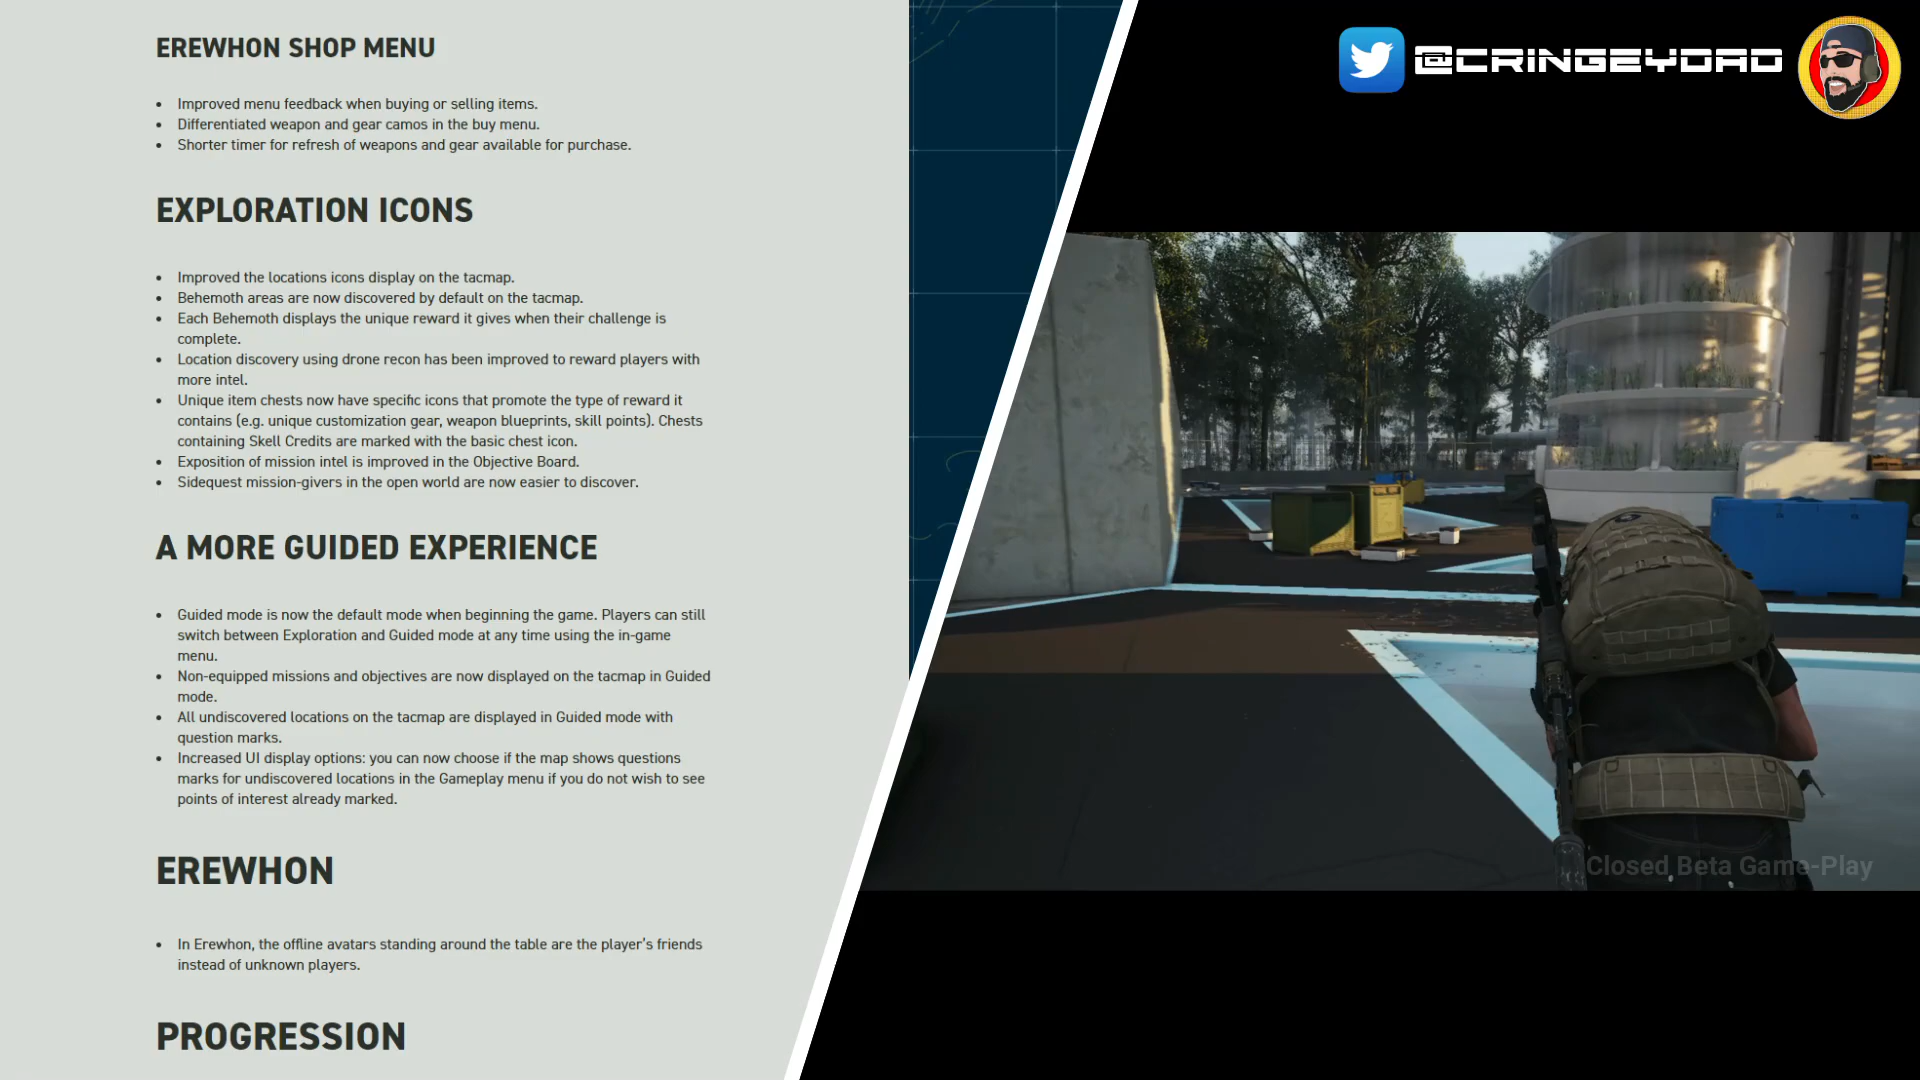 EREWHON SHOP MENU
• Improved menu feedback when buying or selling items.
• Differentiated weapon and gear camos in the buy menu.
• Shorter timer for refresh of weapons and gear available for purchase.
EXPLORATION ICONS
• Improved the locations icons display on the tacmap.
• Behemoth areas are now discovered by default on the tacmap.
• Each Behemoth displays the unique reward it gives when their challenge is
complete.
• Location discovery using drone recon has been improved to reward players with
more intel.
• Unique item chests now have specific icons that promote the type of reward it
contains (e.g. unique customization gear, weapon blueprints, skill points). Chests
containing Skell Credits are marked with the basic chest icon.
• Exposition of mission intel is improved in the Objective Board.
• Sidequest mission-givers in the open world are now easier to discover.
A MORE GUIDED EXPERIENCE
• Guided mode is now the default mode when beginning the game. Players can still
switch between Exploration and Guided mode at any time using the in-game
menu.
• Non-equipped missions and objectives are now displayed on the tacmap in Guided
mode.
• All undiscovered locations on the tacmap are displayed in Guided mode with
question marks.
• Increased UI display options: you can now choose if the map shows questions
marks for undiscovered locations in the Gameplay menu if you do not wish to see
points of interest already marked.
EREWHON
• In Erewhon, the offline avatars standing around the table are the player's friends
instead of unknown players.
PROGRESSION
@CRINGEYDAD
Closed Beta Game-Play